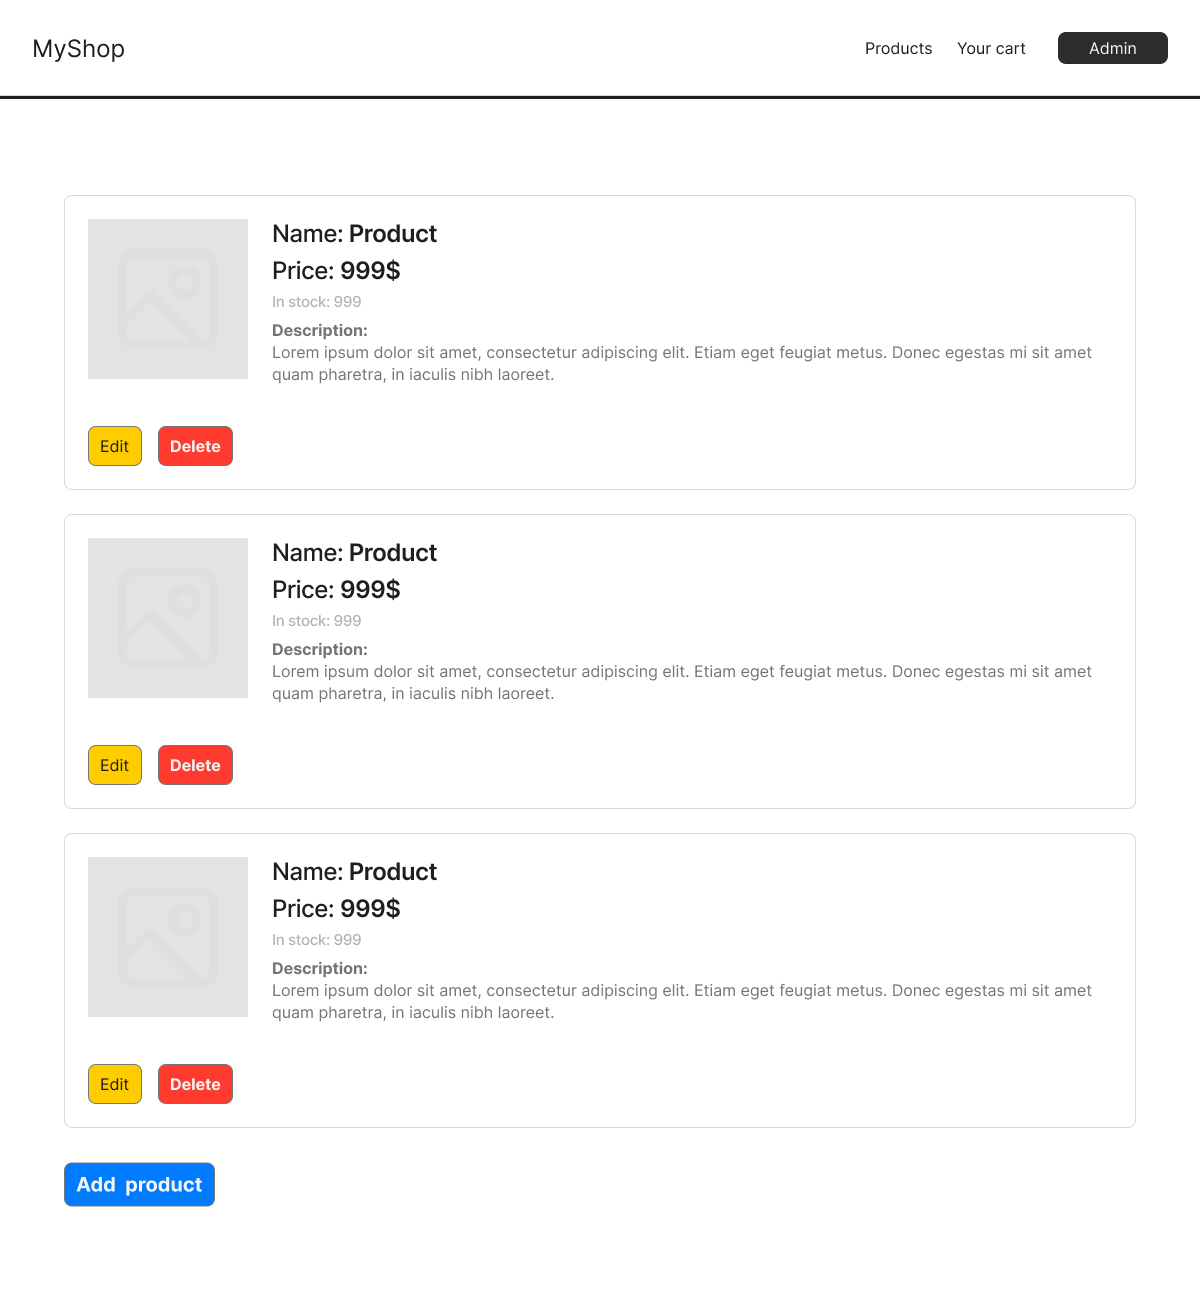 MyShop
Products Your cart Admin
Name: Product
Price: 999$
In stock: 999
Description:
Lorem ipsum dolor sit amet, consectetur adipiscing elit. Etiam eget feugiat metus. Donec egestas mi sit amet
quam pharetra, in iaculis nibh laoreet.
Edit Delete
Name: Product
Price: 999$
In stock: 999
Description:
Lorem ipsum dolor sit amet, consectetur adipiscing elit. Etiam eget feugiat metus. Donec egestas mi sit amet
quam pharetra, in iaculis nibh laoreet.
Edit Delete
Name: Product
Price: 999$
In stock: 999
Description:
Lorem ipsum dolor sit amet, consectetur adipiscing elit. Etiam eget feugiat metus. Donec egestas mi sit amet
quam pharetra, in iaculis nibh laoreet.
Edit Delete
Add product